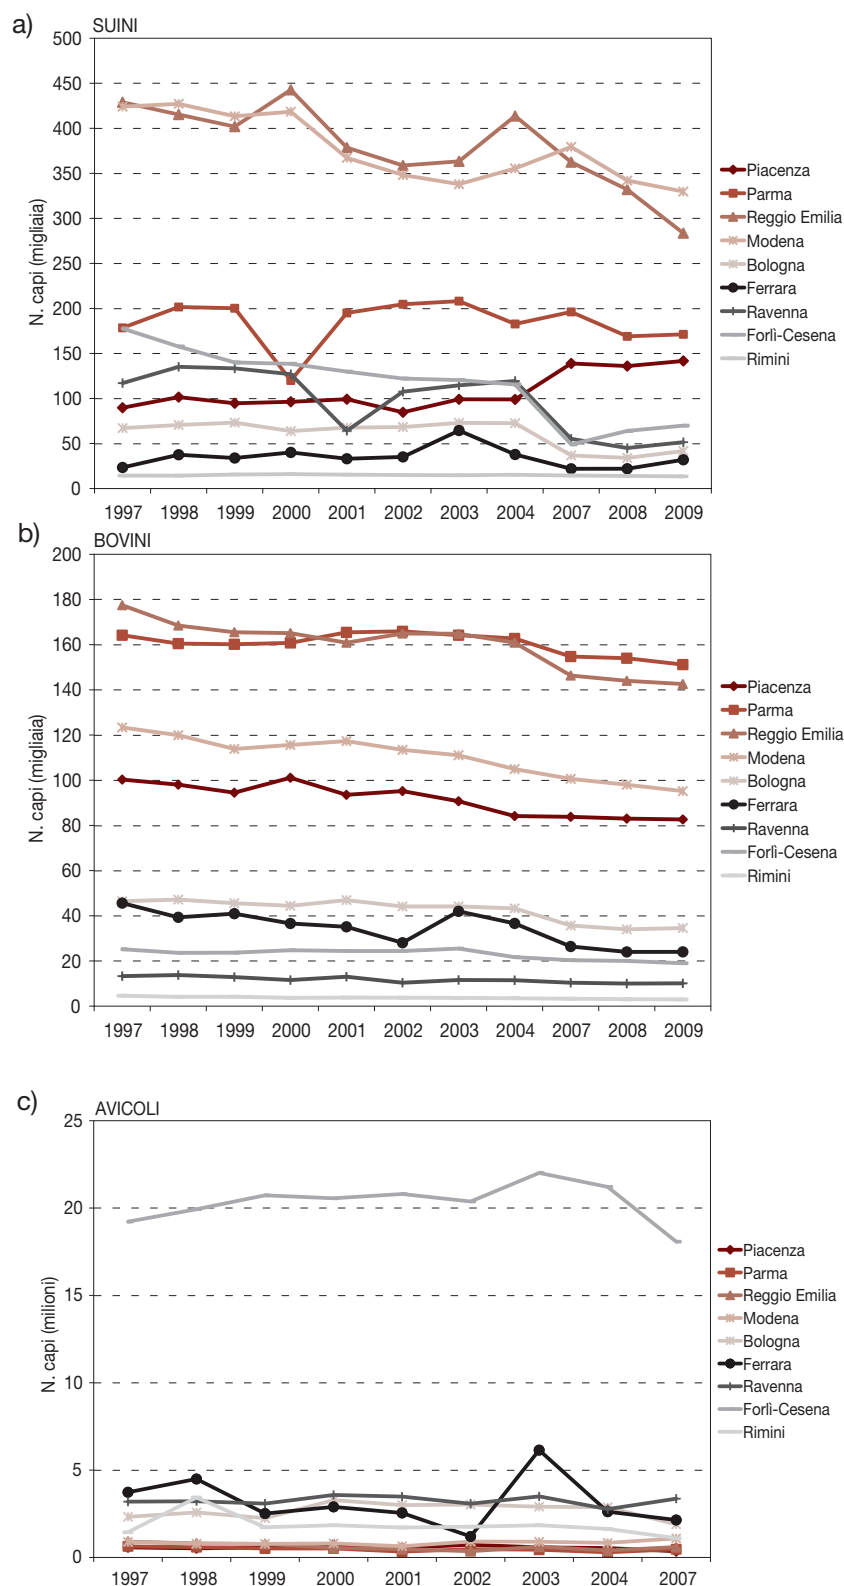 a)
SUINI
500
450
400
350
300
250
200
150
100
50
0
N. capi (migliaia)
1997 1998 1999 2000 2001 2002 2003 2004 2007 2008 2009
Piacenza
Parma
Reggio Emilia
Modena
Bologna
Ferrara
Ravenna
Forlì-Cesena
Rimini
b)
BOVINI
200
180
160
140
120
100
80
60
40
20
0
N. capi (migliaia)
1997 1998 1999 2000 2001 2002 2003 2004 2007 2008 2009
Piacenza
Parma
Reggio Emilia
Modena
Bologna
Ferrara
Ravenna
Forlì-Cesena
Rimini
c)
AVICOLI
25
20
15
10
5
0
N. capi (milioni)
1997 1998 1999 2000 2001 2002 2003 2004 2007
Piacenza
Parma
Reggio Emilia
Modena
Bologna
Ferrara
Ravenna
Forlì-Cesena
Rimini